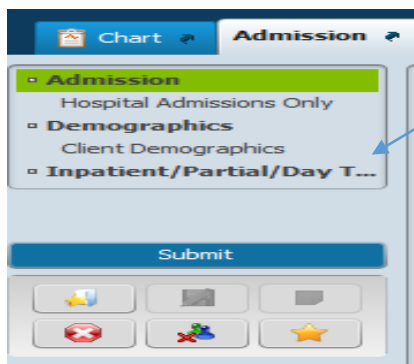 Chart Admission
Admission
Hospital Admissions Only
Demographics
Client Demographics
Inpatient/Partial/Day T...
Submit